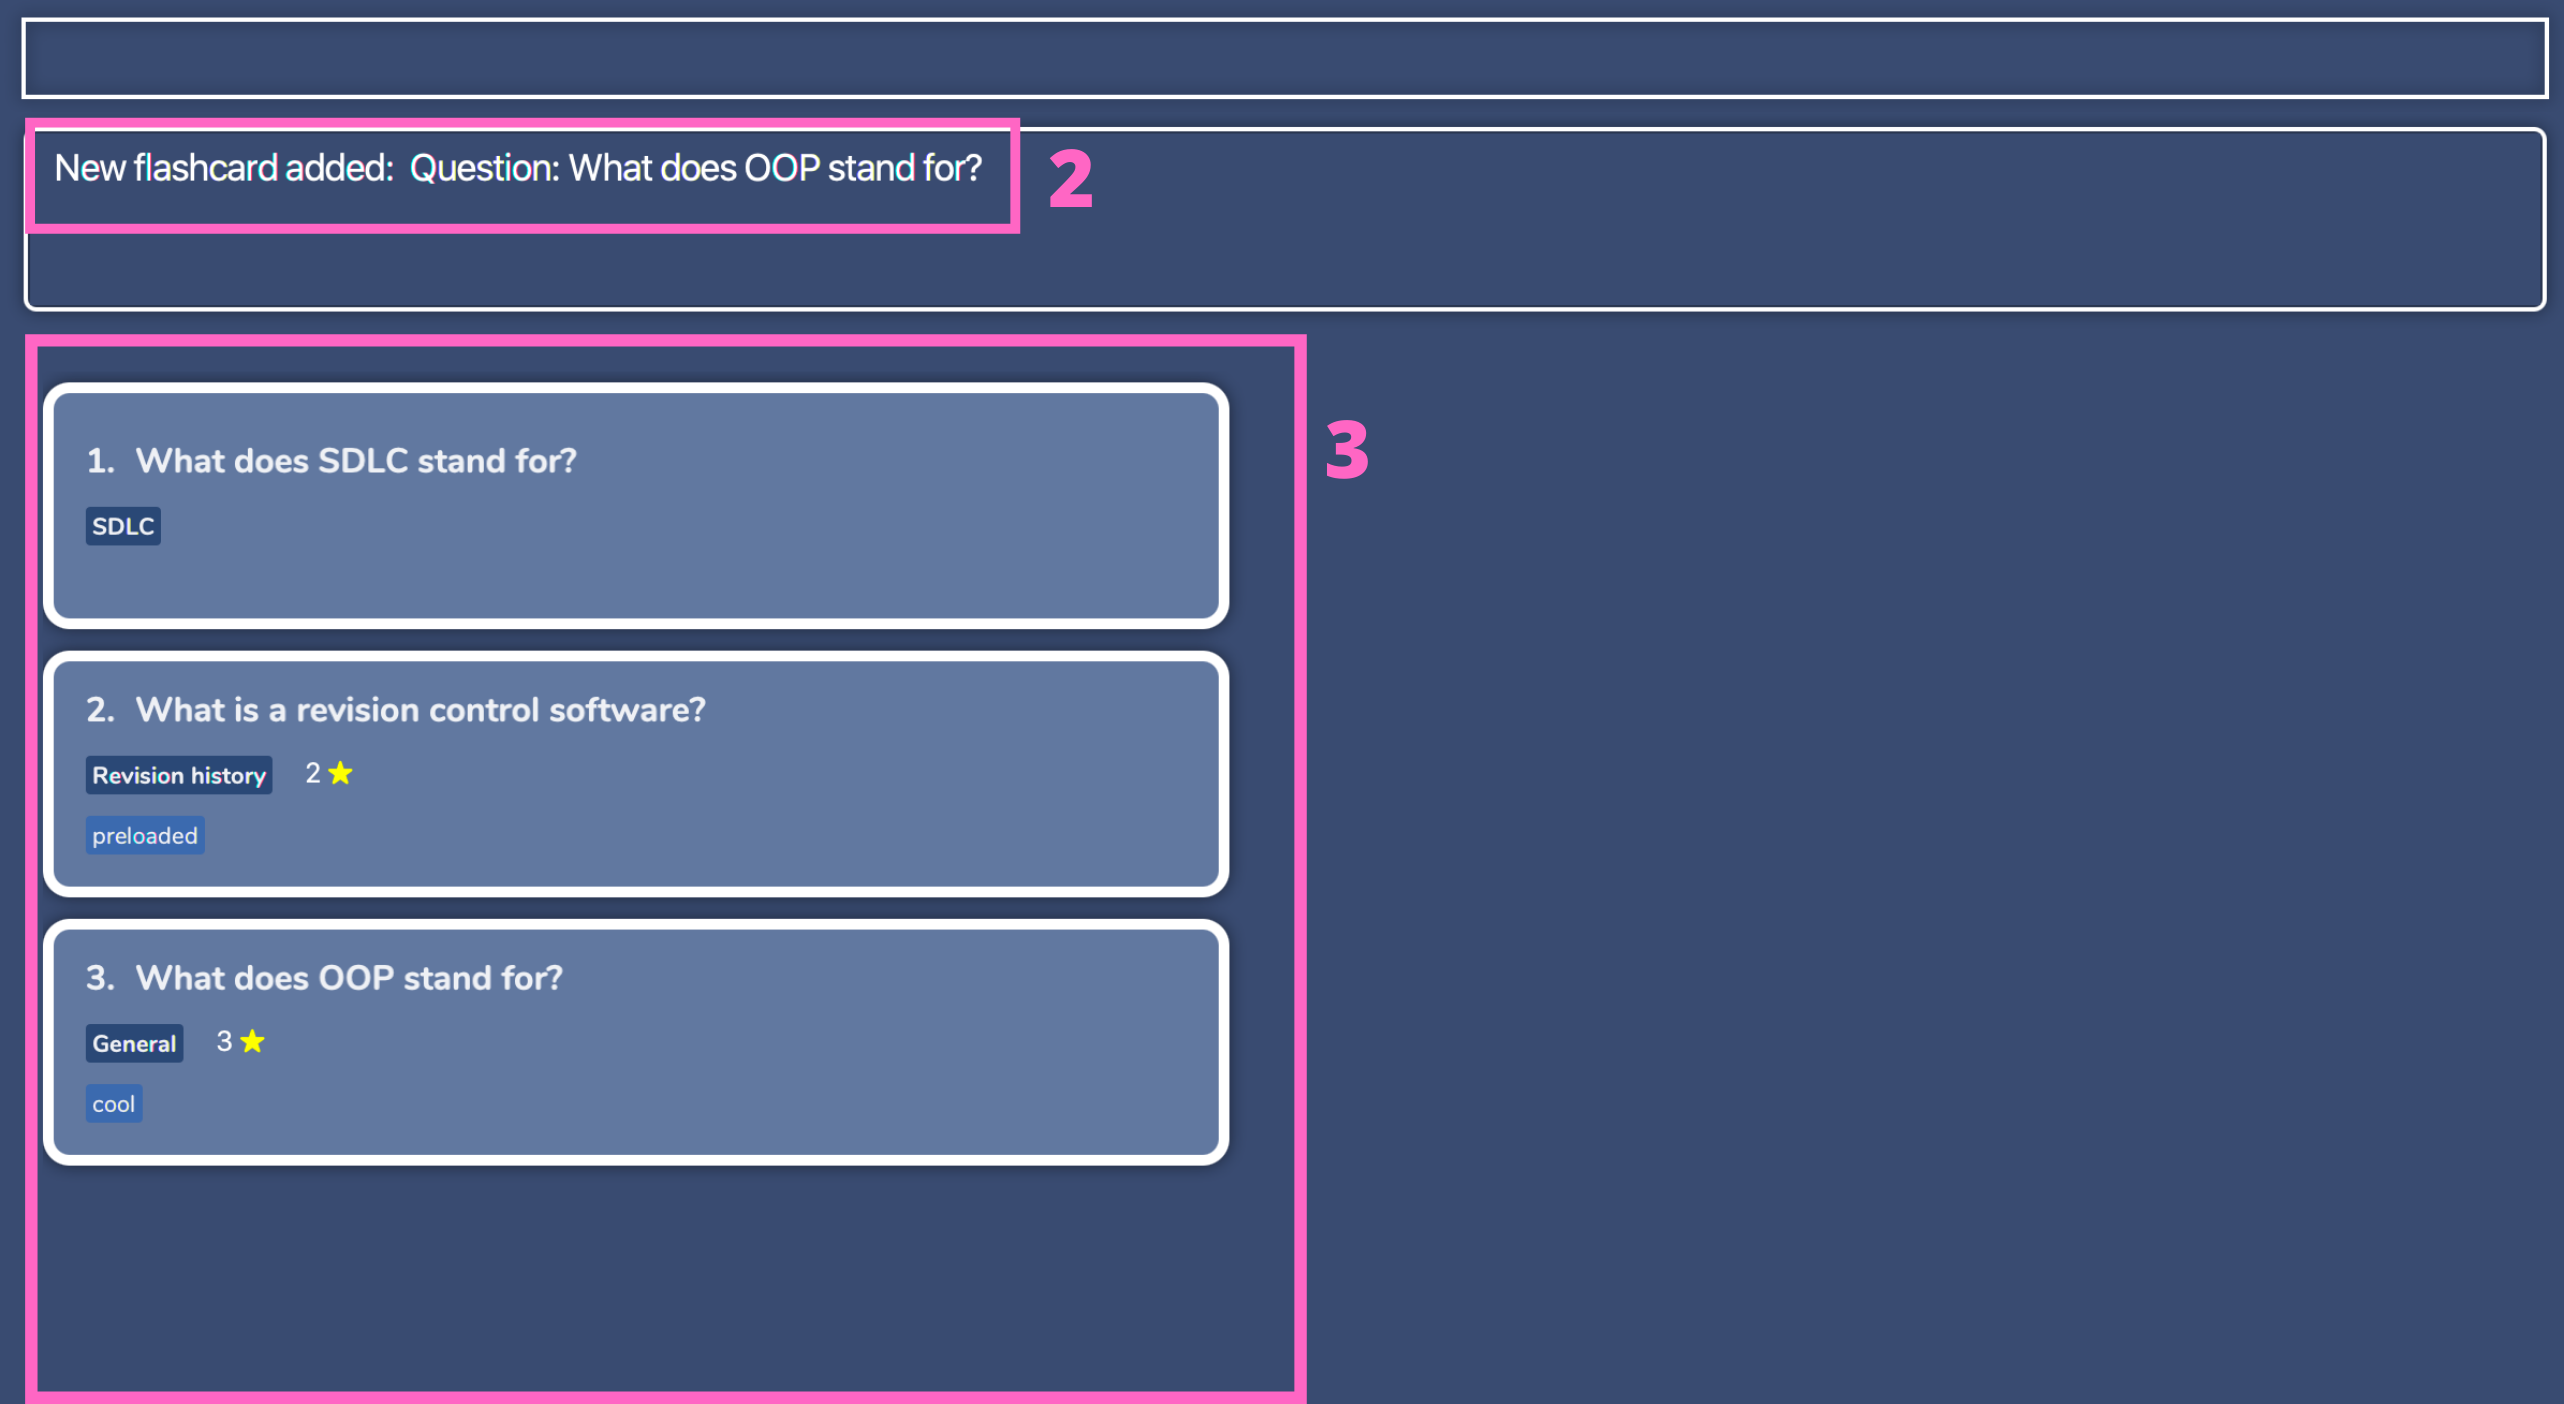 New flashcard added:  Question: What does OOP stand for?
2
3
1. What does SDLC stand for?
SDLC
2. What is a revision control software?
Revision history 2 ★
preloaded
3. What does OOP stand for?
General 3 ★
cool